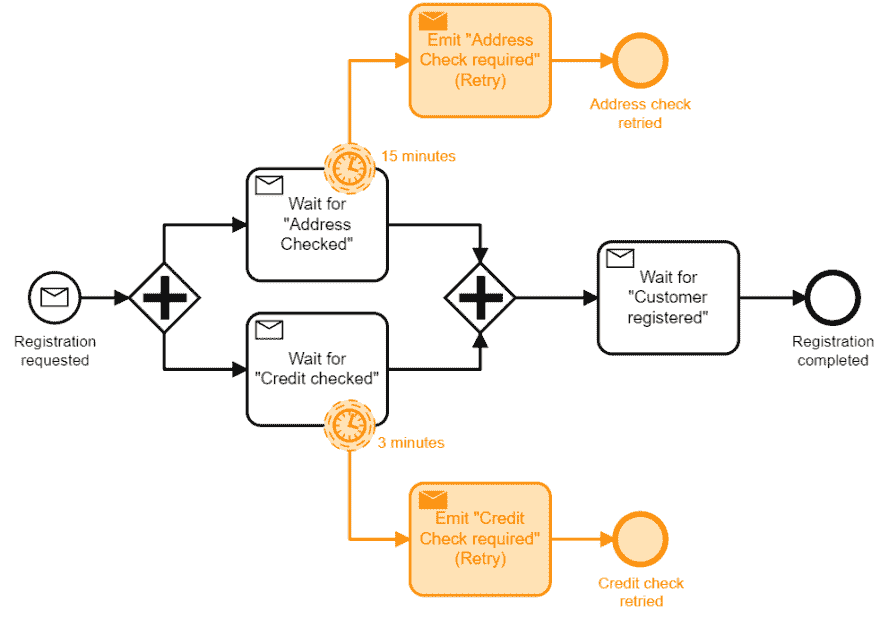 Emit "Address
Check required"
(Retry)
Address check
retried
15 minutes
Wait for
"Address
Checked"
Registration
requested
Wait for
"Credit checked"
Wait for
"Customer
registered"
Registration
completed
3 minutes
Emit "Credit
Check required"
(Retry)
Credit check
retried